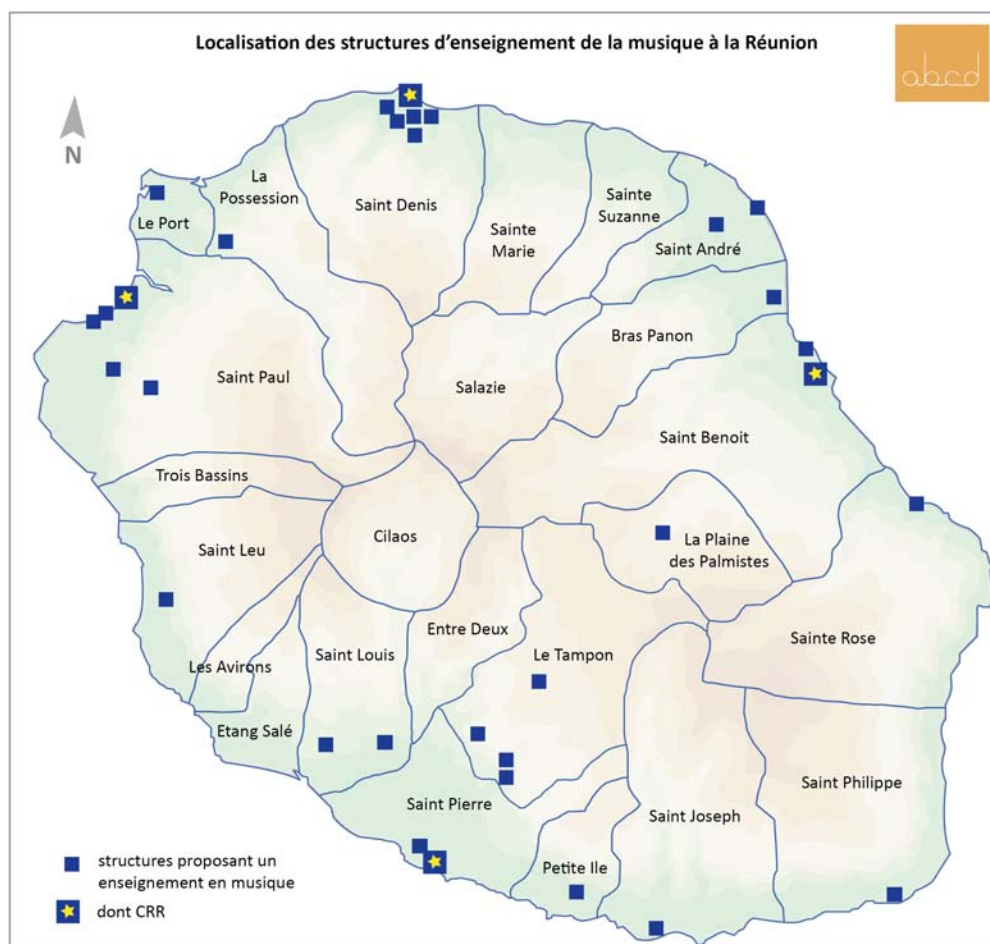 Localisation des structures d'enseignement de la musique à la Réunion
abcd
N
La
Possession
Saint Denis
Sainte
Marie
Sainte
Suzanne
Le Port
Saint André
Bras Panon
Saint Paul
Salazie
Saint Benoit
Trois Bassins
Cilaos
Saint Leu
La Plaine
des Palmistes
Entre Deux
Saint Louis
Le Tampon
Sainte Rose
Les Avirons
Etang Salé
Saint Pierre
Saint Philippe
Saint Joseph
Petite Ile
structures proposant un
enseignement en musique
dont CRR